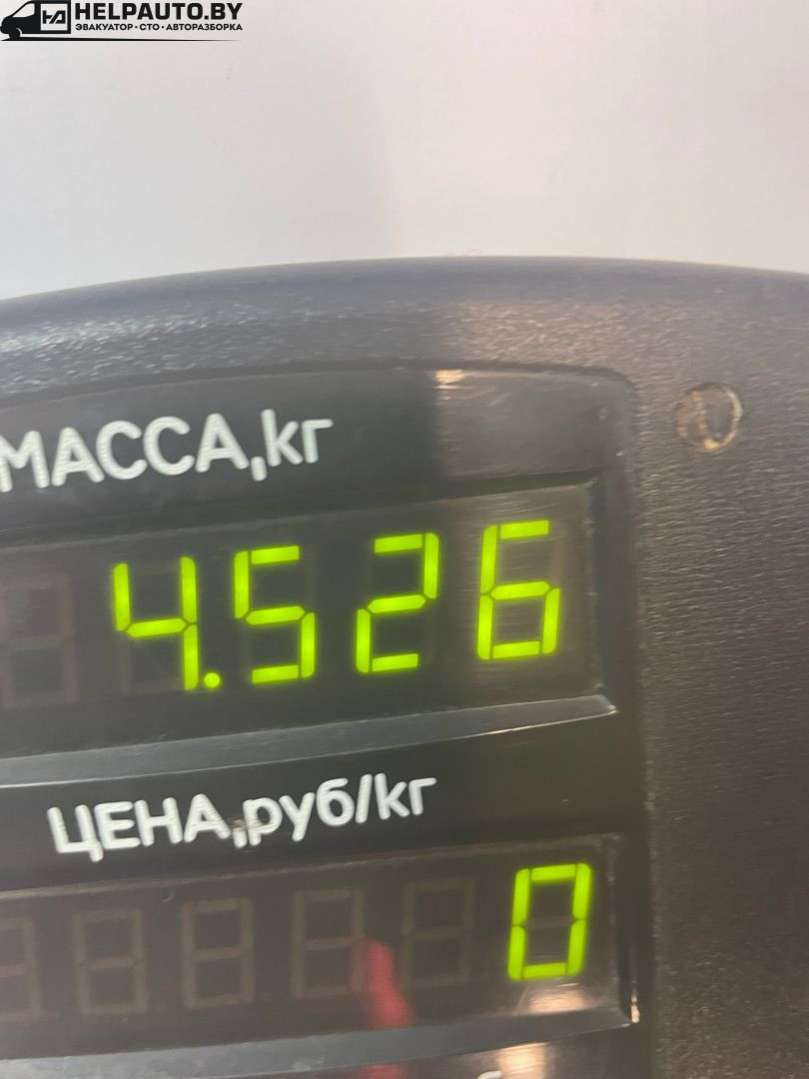 HELPAUTO.BY
ЭВАКУАТОР • СТО • АВТОРАЗБОРКА
МАССА,кг
4.526
ЦЕНА,руб/кг
0